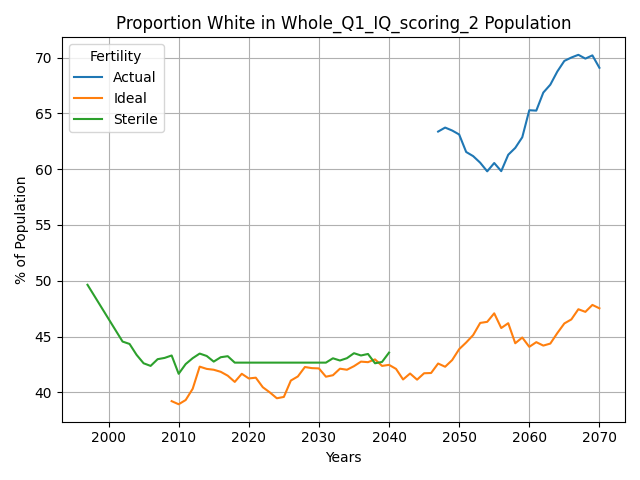 Proportion White in Whole_Q1_IQ_scoring_2 Population
% of Population
70
65
60
55
50
45
40
Fertility
Actual
Ideal
Sterile
2000 2010 2020 2030 2040 2050 2060 2070
Years